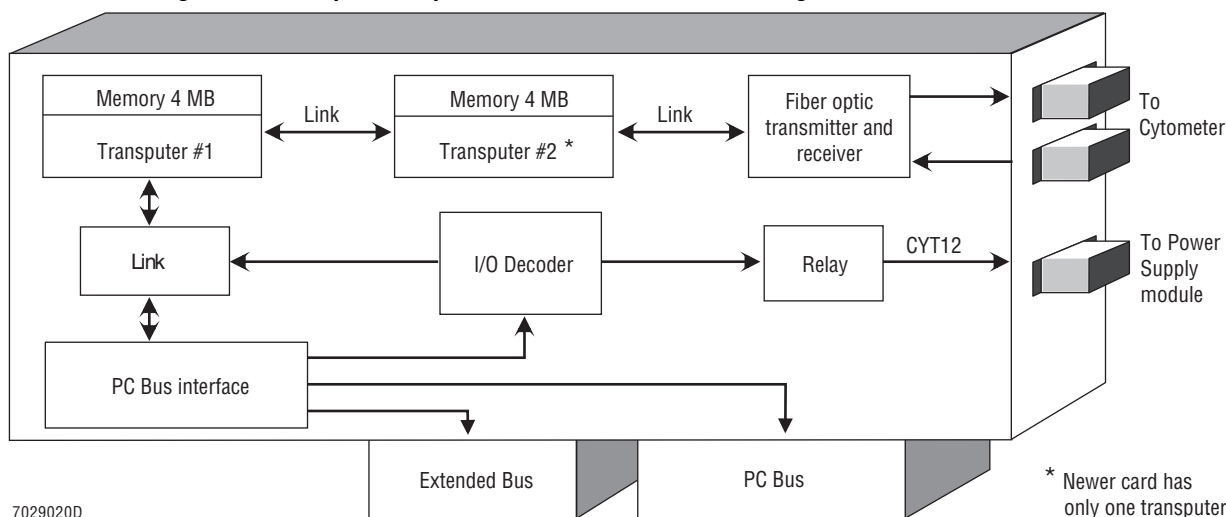 Memory 4 MB
Transputer #1
Link
Memory 4 MB
Transputer #2 *
Link
Fiber optic
transmitter and
receiver
To
Cytometer
Link
I/O Decoder
Relay
CYT12
To Power
Supply
module
PC Bus interface
Extended Bus
PC Bus
* Newer card has
only one transputer
7029020D